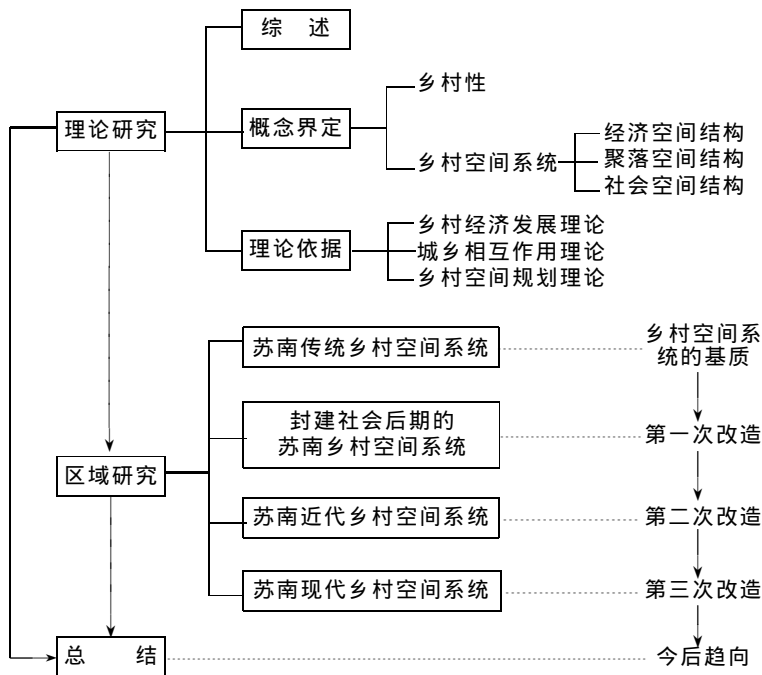 综 述
乡村性
理论研究
概念界定
经济空间结构
乡村空间系统
聚落空间结构
社会空间结构
乡村经济发展理论
理论依据
城乡相互作用理论
乡村空间规划理论
苏南传统乡村空间系统
乡村空间系
统的基质
封建社会后期的
苏南乡村空间系统
第一次改造
区域研究
苏南近代乡村空间系统
第二次改造
苏南现代乡村空间系统
第三次改造
总 结
今后趋向